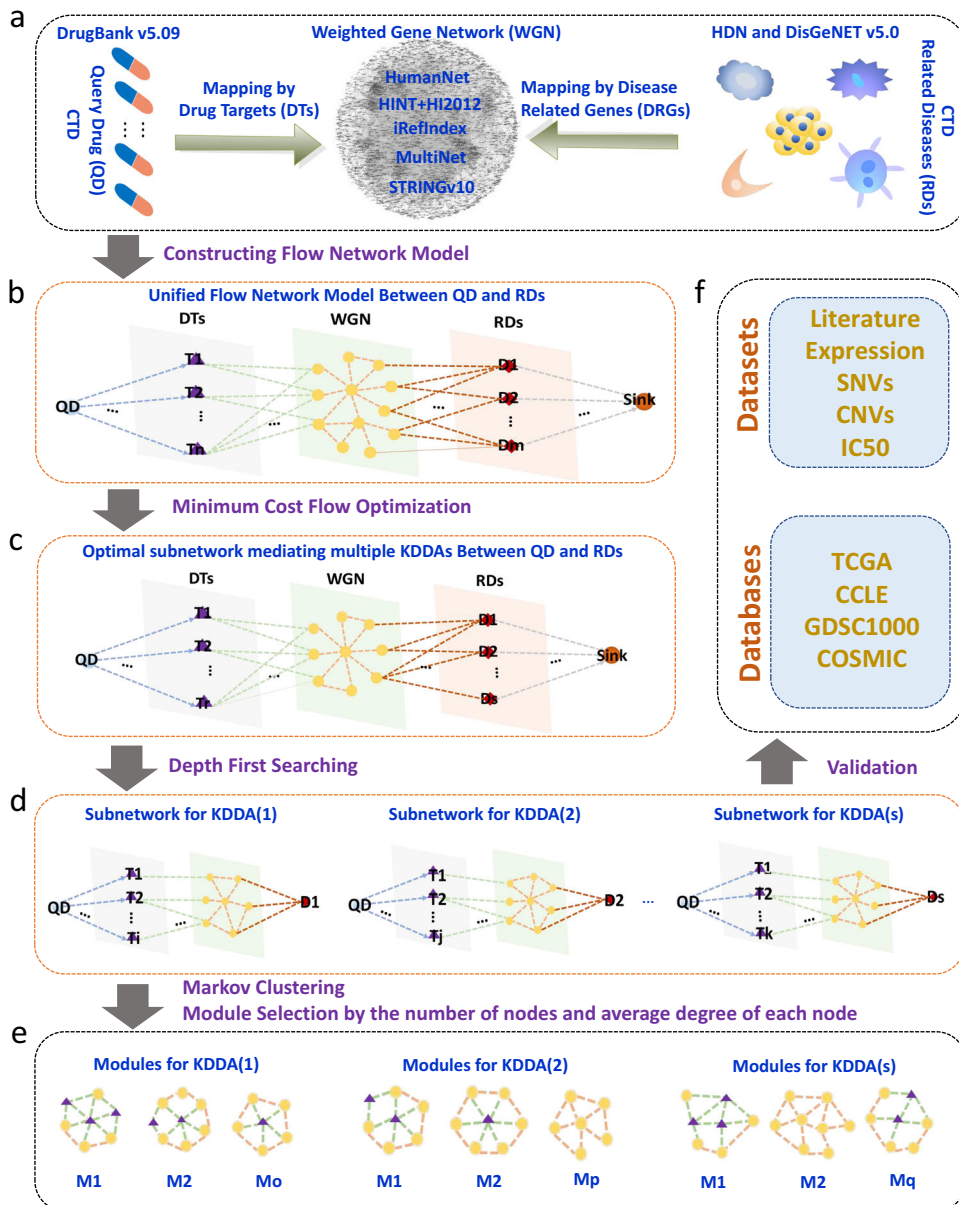 a
DrugBank v5.09
Query Drug (QD)
CTD
Mapping by
Drug Targets (DTs)
Weighted Gene Network (WGN)
HumanNet
HINT+HI2012
iRefIndex
MultiNet
STRINGv10
Mapping by Disease
Related Genes (DRGs)
HDN and DisGeNET v5.0
CTD
Related Diseases (RDs)
Constructing Flow Network Model
b
Unified Flow Network Model Between QD and RDs
DTs
WGN
RDs
QD
T1
T2
Tn
D1
D2
Dm
Sink
Minimum Cost Flow Optimization
c
Optimal subnetwork mediating multiple KDDAs Between QD and RDs
DTs
WGN
RDs
QD
T1
T2
Tr
D1
D2
Ds
Sink
f
Datasets
Literature
Expression
SNVs
CNVs
IC50
Databases
TCGA
CCLE
GDSC1000
COSMIC
Depth First Searching
Validation
d
Subnetwork for KDDA(1)
QD
T1
T2
Ti
D1
Subnetwork for KDDA(2)
QD
T1
T2
Tj
D2
...
Subnetwork for KDDA(s)
QD
T1
T2
Tk
Ds
Markov Clustering
Module Selection by the number of nodes and average degree of each node
e
Modules for KDDA(1)
M1
M2
Mo
Modules for KDDA(2)
M1
M2
Mp
Modules for KDDA(s)
M1
M2
Mq